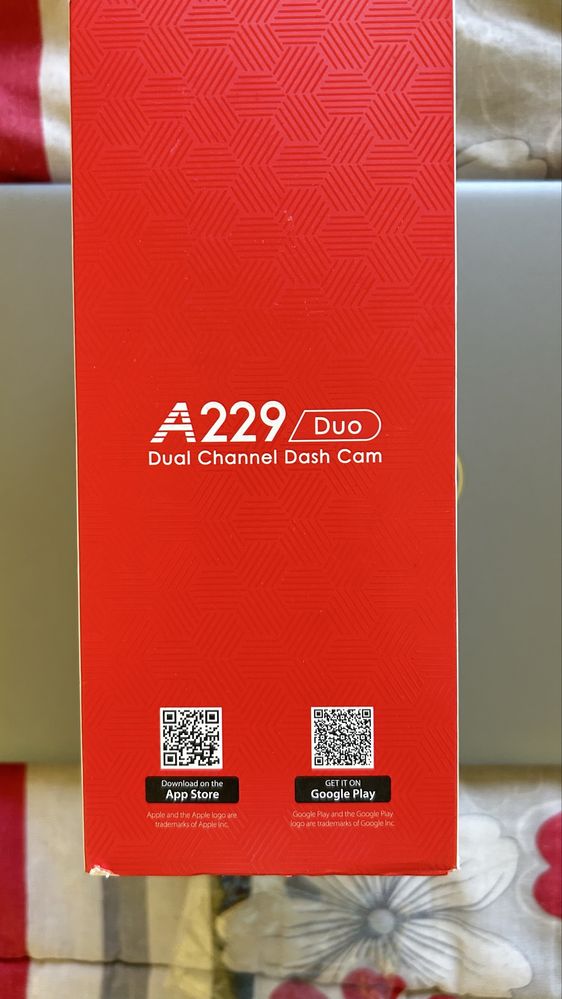 A229 Duo
Dual Channel Dash Cam
Download on the
App Store
Apple and the Apple logo are
trademarks of Apple Inc.
GET IT ON
Google Play
Google Play and the Google Play
logo are trademarks of Google Inc.